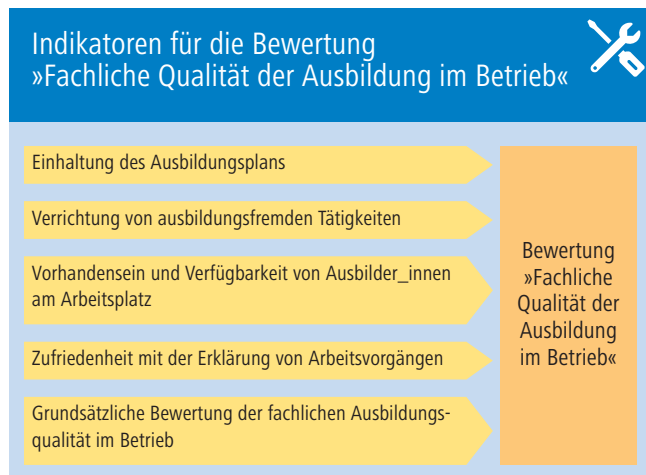 Indikatoren für die Bewertung
»Fachliche Qualität der Ausbildung im Betrieb«
Einhaltung des Ausbildungsplans
Verrichtung von ausbildungsfremden Tätigkeiten
Vorhandensein und Verfügbarkeit von Ausbilder_innen
am Arbeitsplatz
Zufriedenheit mit der Erklärung von Arbeitsvorgängen
Grundsätzliche Bewertung der fachlichen Ausbildungs-
qualität im Betrieb
Bewertung
»Fachliche
Qualität der
Ausbildung
im Betrieb«